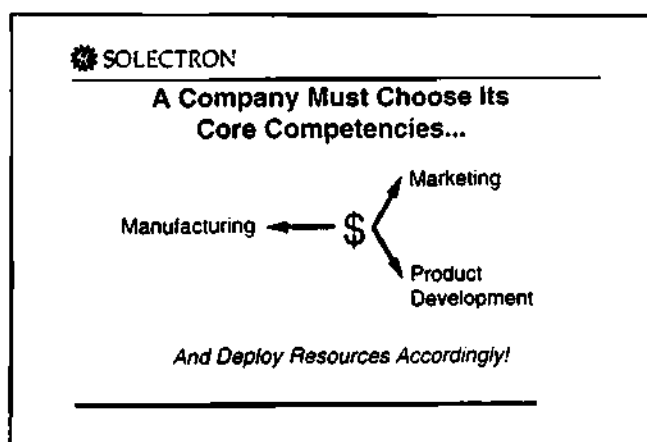 SOLECTRON
A Company Must Choose Its
Core Competencies...
Marketing
Manufacturing
$
Product
Development
And Deploy Resources Accordingly!